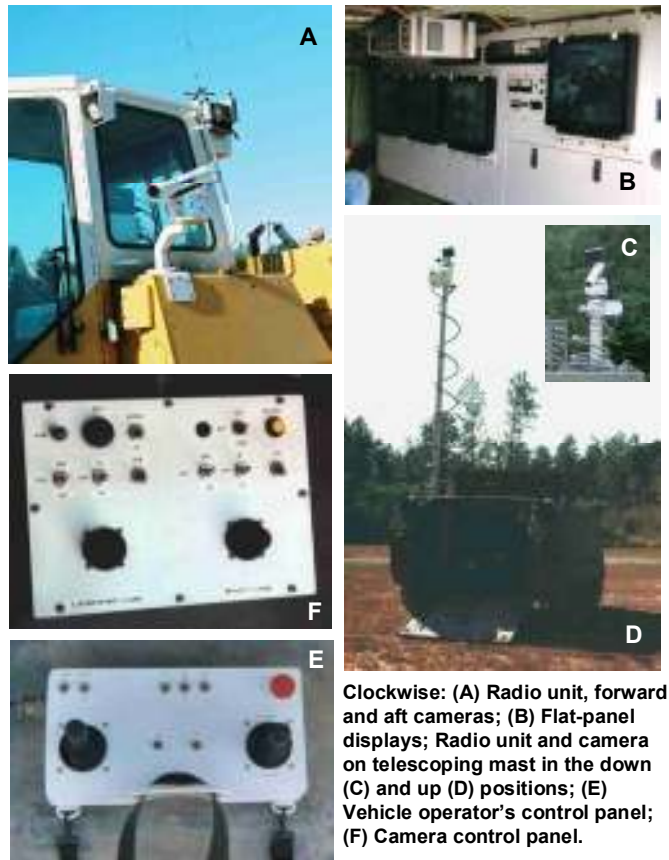 A
B
C
D
F
E
Clockwise: (A) Radio unit, forward
and aft cameras; (B) Flat-panel
displays; Radio unit and camera
on telescoping mast in the down
(C) and up (D) positions; (E)
Vehicle operator's control panel;
(F) Camera control panel.